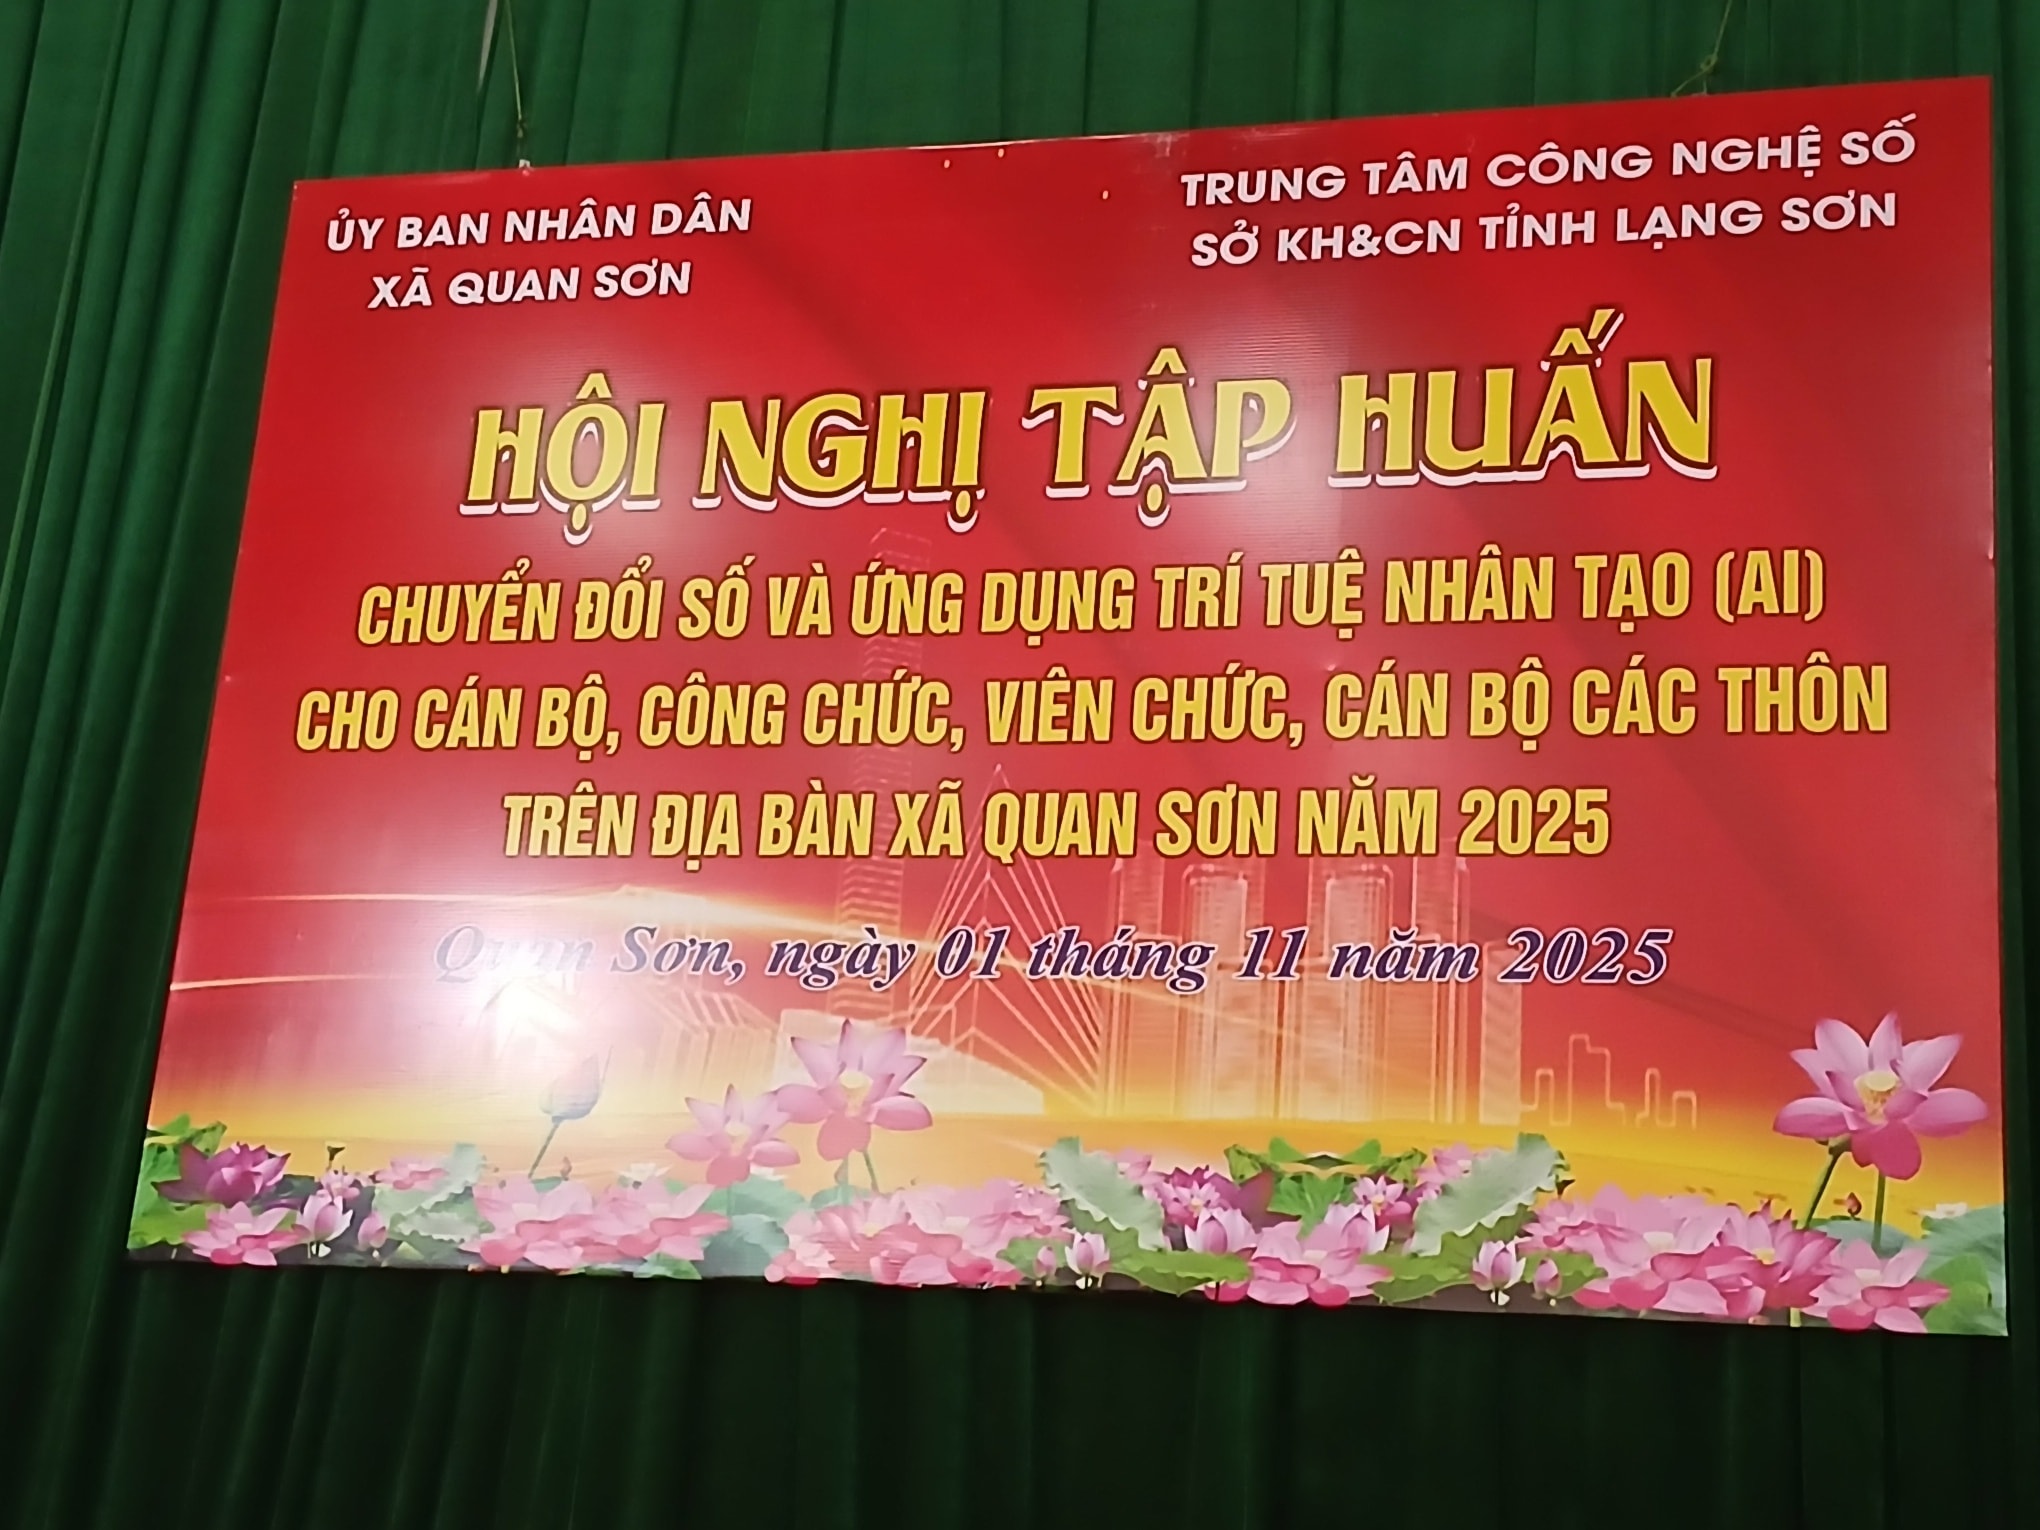 ỦY BAN NHÂN DÂN
XÃ QUAN SƠN
TRUNG TÂM CÔNG NGHỆ SỐ
SỞ KH&CN TỈNH LẠNG SƠN
HỘI NGHỊ TẬP HUẤN
CHUYỂN ĐỔI SỐ VÀ ỨNG DỤNG TRÍ TUỆ NHÂN TẠO (AI)
CHO CÁN BỘ, CÔNG CHỨC, VIÊN CHỨC, CÁN BỘ CÁC THÔN
TRÊN ĐỊA BÀN XÃ QUAN SƠN NĂM 2025
Quan Sơn, ngày 01 tháng 11 năm 2025